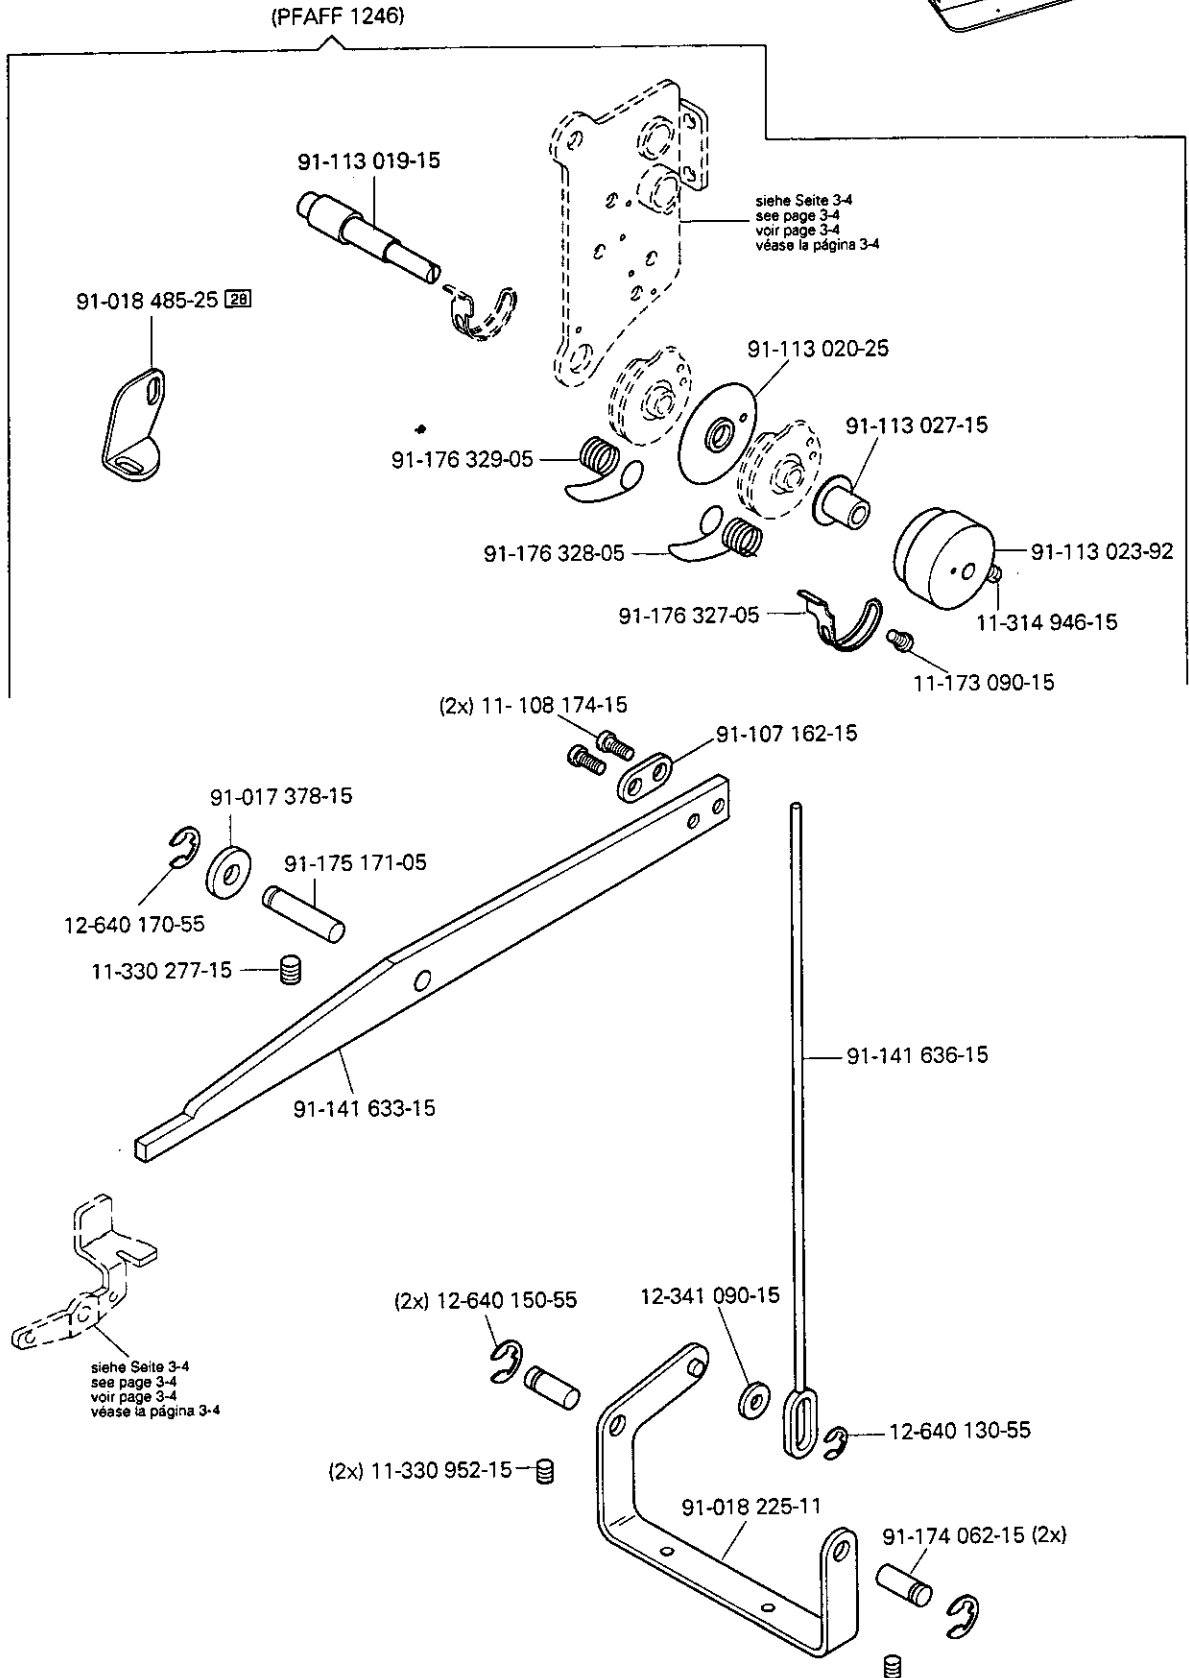 (PFAFF 1246)
91-113 019-15
siehe Seite 3-4
see page 3-4
voir page 3-4
véase la página 3-4
91-018 485-25 28
91-113 020-25
91-113 027-15
91-176 329-05
91-176 328-05
91-113 023-92
91-176 327-05
11-314 946-15
11-173 090-15
(2x) 11- 108 174-15
91-107 162-15
91-017 378-15
91-175 171-05
12-640 170-55
11-330 277-15
91-141 636-15
91-141 633-15
(2x) 12-640 150-55
12-341 090-15
siehe Seite 3-4
see page 3-4
voir page 3-4
véase la página 3-4
12-640 130-55
(2x) 11-330 952-15
91-018 225-11
91-174 062-15 (2x)